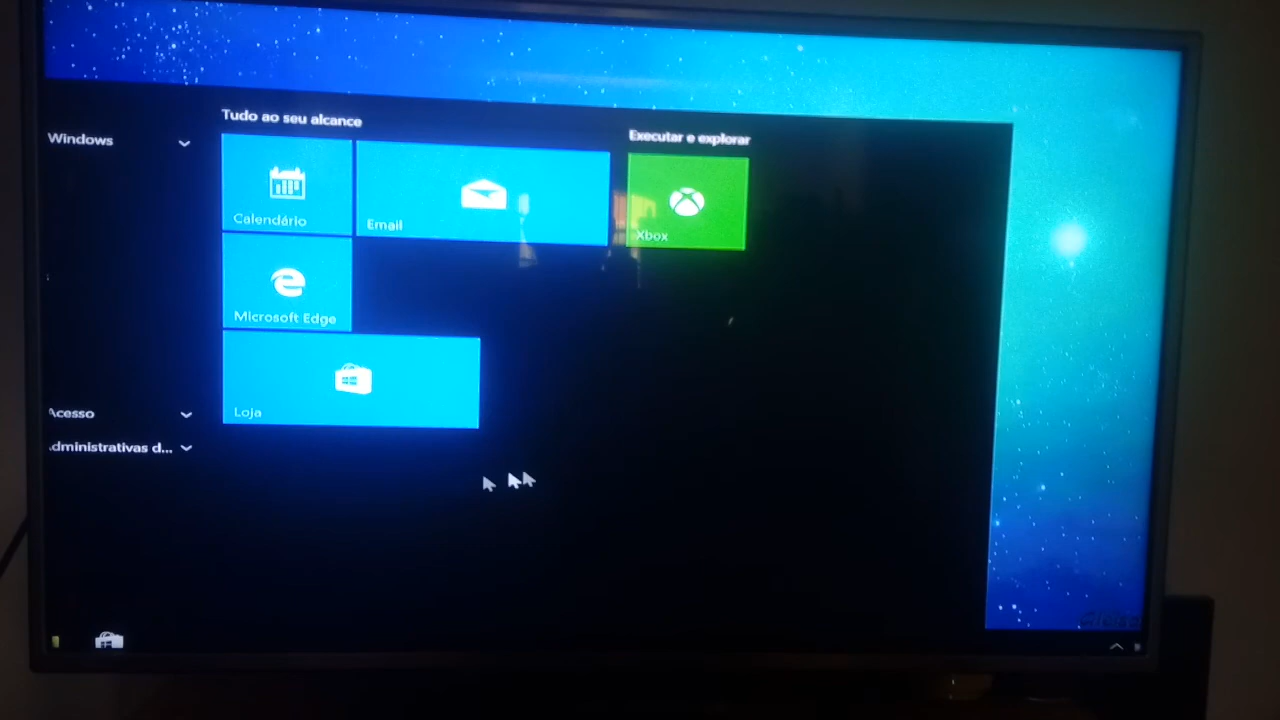 Tudo ao seu alcance
Executar e explorar
Windows
Calendário
Email
Xbox
Microsoft Edge
Loja
Acesso
dministrativas d...